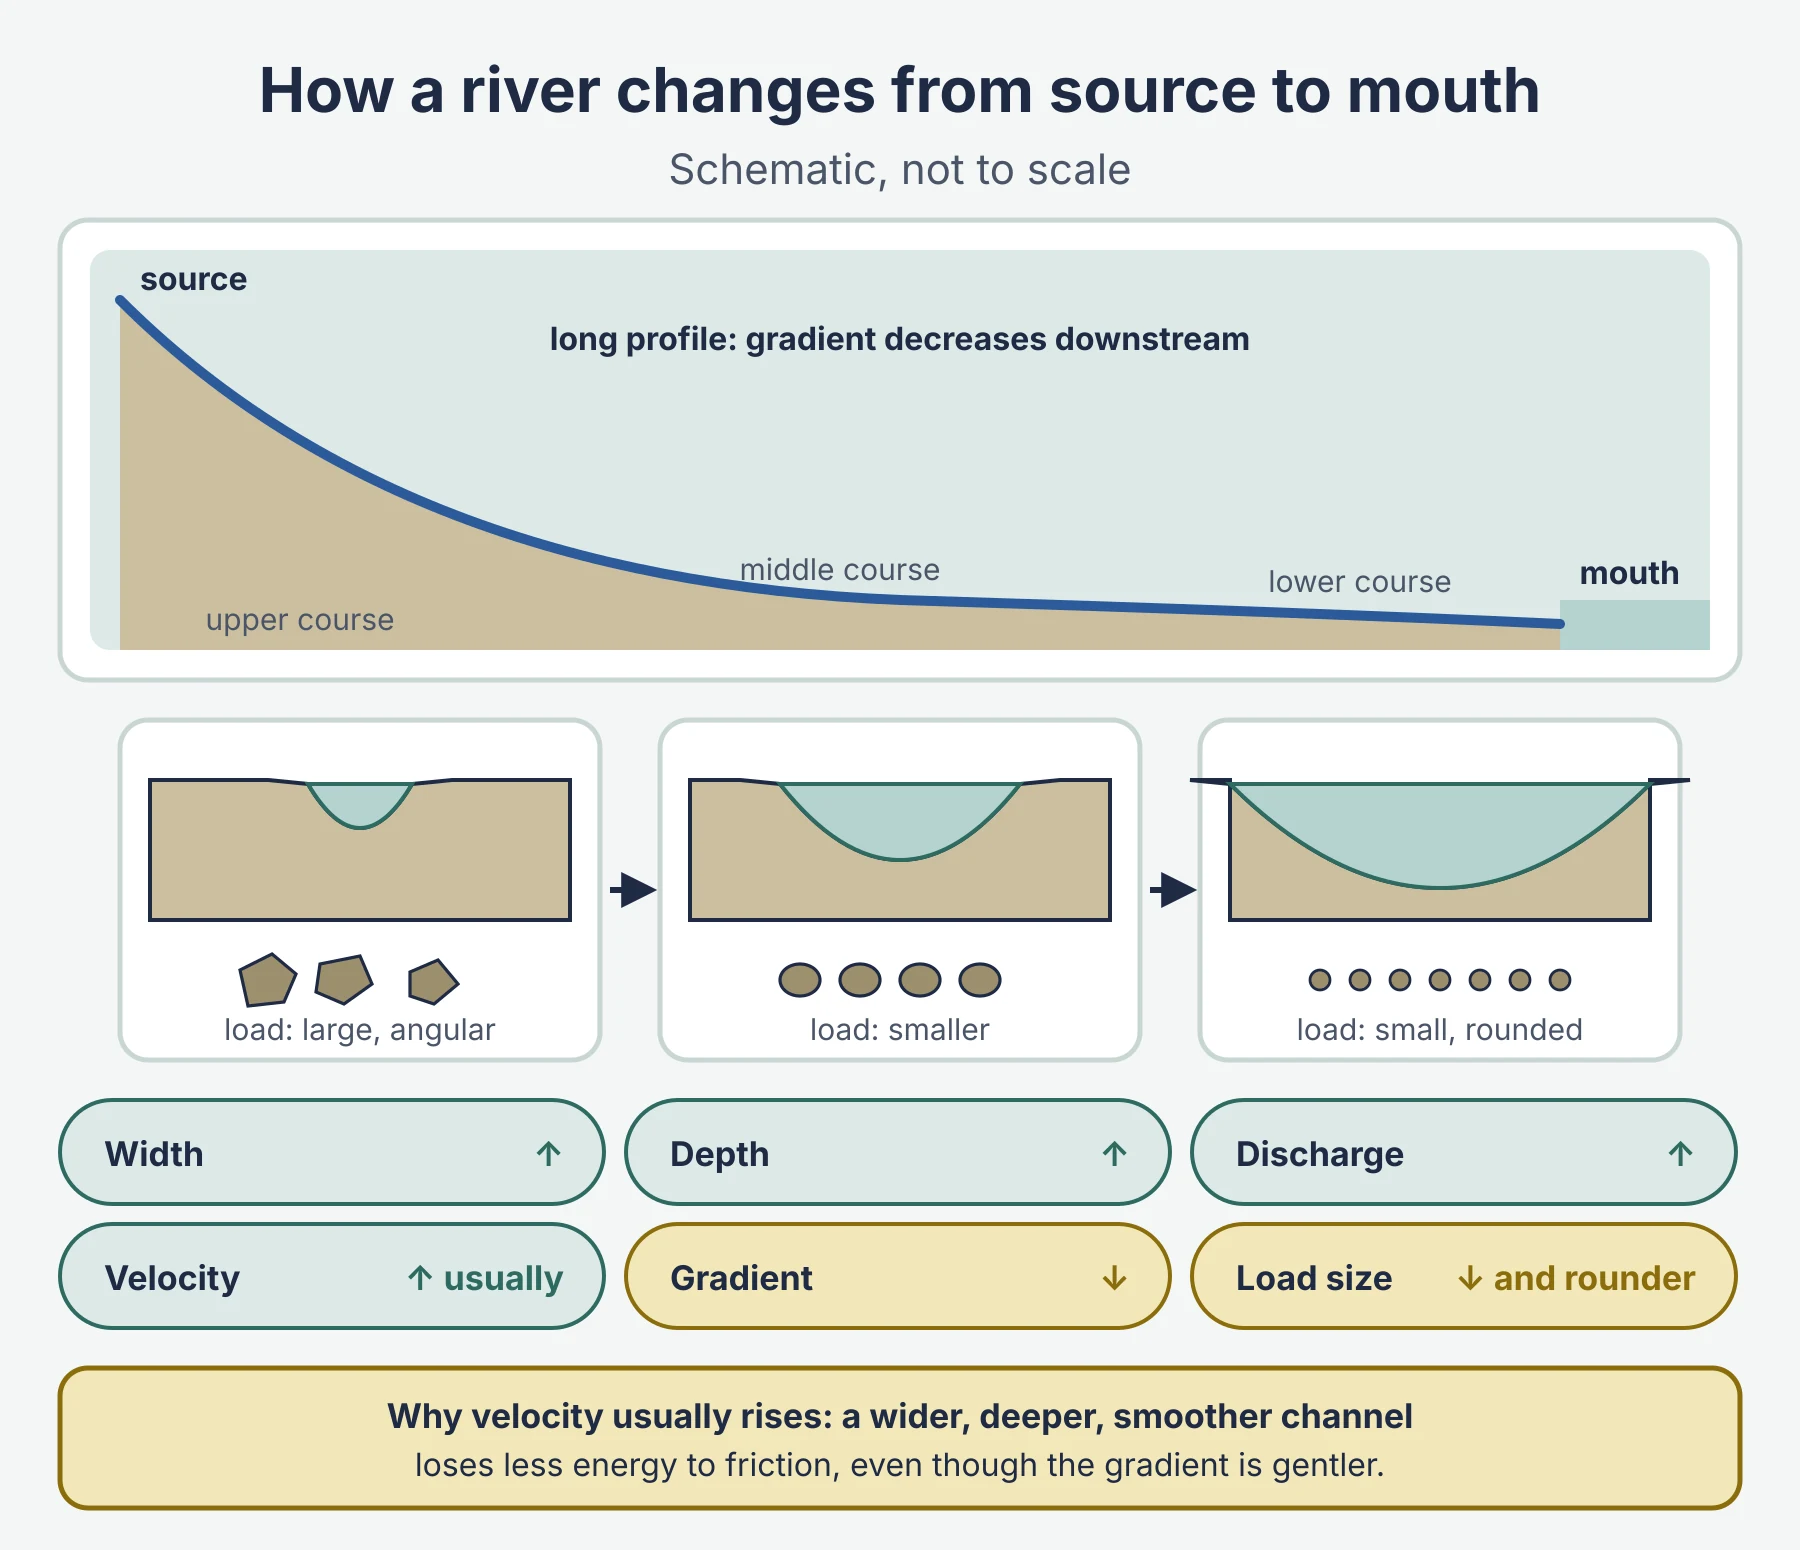 How a river changes from source to mouth
Schematic, not to scale
source
long profile: gradient decreases downstream
middle course
lower course
mouth
upper course
load: large, angular
load: smaller
load: small, rounded
Width ↑
Depth ↑
Discharge ↑
Velocity ↑ usually
Gradient ↓
Load size ↓ and rounder
Why velocity usually rises: a wider, deeper, smoother channel
loses less energy to friction, even though the gradient is gentler.